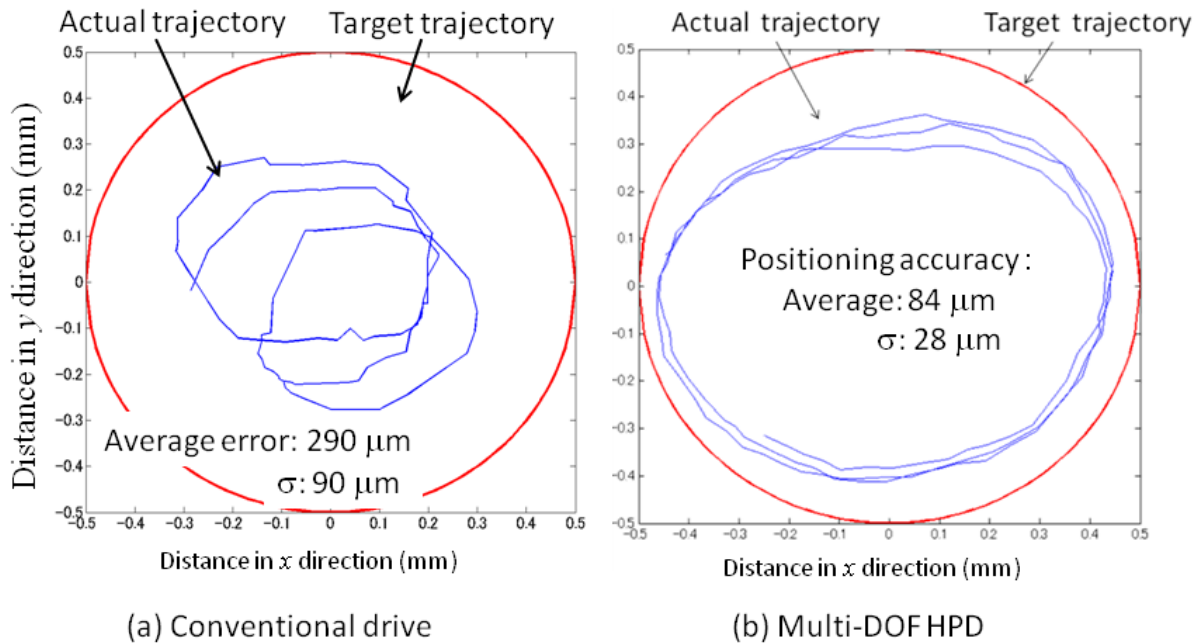 Actual trajectory
Target trajectory
0.5
0.4
0.3
0.2
0.1
0
−0.1
−0.2
−0.3
−0.4
−0.5
Distance in y direction (mm)
Average error: 290 μm
σ: 90 μm
−0.5 −0.4 −0.3 −0.2 −0.1 0 0.1 0.2 0.3 0.4 0.5
Distance in x direction (mm)
(a) Conventional drive
Actual trajectory
Target trajectory
0.5
0.4
0.3
0.2
0.1
0
−0.1
−0.2
−0.3
−0.4
−0.5
Positioning accuracy :
Average: 84 μm
σ: 28 μm
−0.5 −0.4 −0.3 −0.2 −0.1 0 0.1 0.2 0.3 0.4 0.5
Distance in x direction (mm)
(b) Multi-DOF HPD